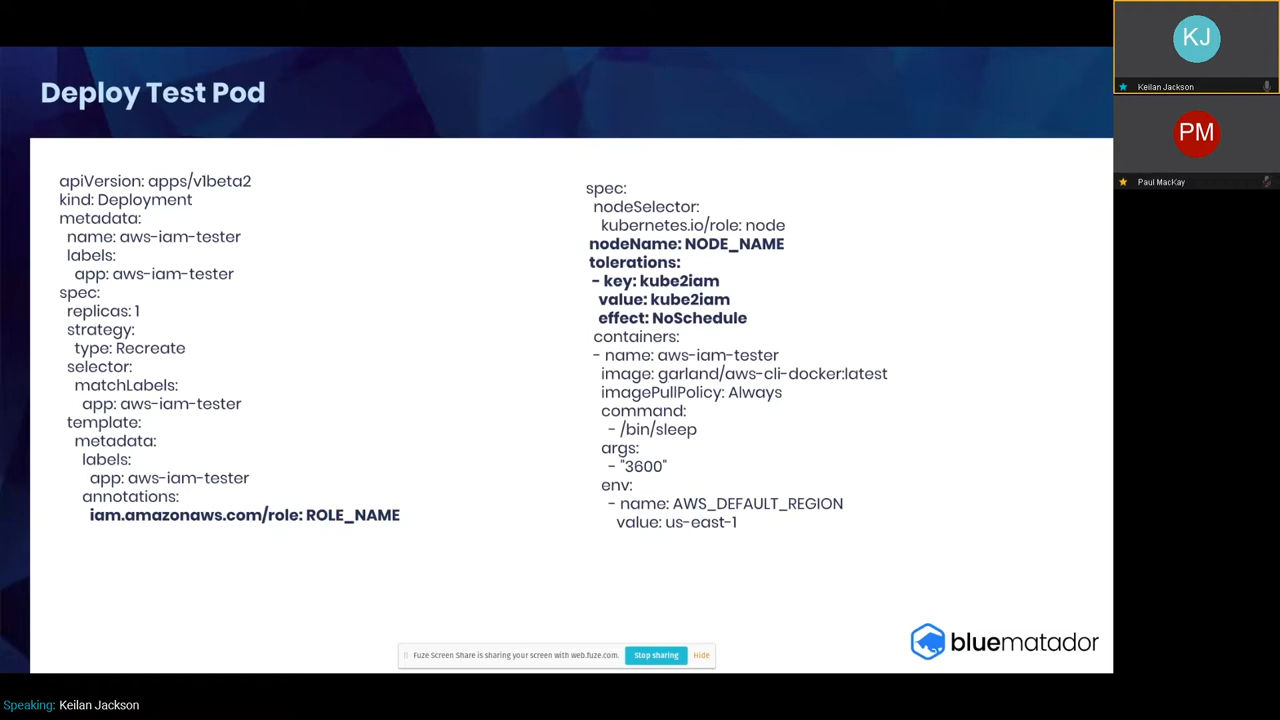 Deploy Test Pod
apiVersion: apps/v1beta2
kind: Deployment
metadata:
name: aws-iam-tester
labels:
app: aws-iam-tester
spec:
replicas: 1
strategy:
type: Recreate
selector:
matchLabels:
app: aws-iam-tester
template:
metadata:
labels:
app: aws-iam-tester
annotations:
iam.amazonaws.com/role: ROLE_NAME
spec:
nodeSelector:
kubernetes.io/role: node
nodeName: NODE_NAME
tolerations:
- key: kube2iam
value: kube2iam
effect: NoSchedule
containers:
- name: aws-iam-tester
image: garland/aws-cli-docker:latest
imagePullPolicy: Always
command:
- /bin/sleep
args:
- "3600"
env:
- name: AWS_DEFAULT_REGION
value: us-east-1
bluematador
Fuze Screen Share is sharing your screen with web.fuze.com. Stop sharing Hide
KJ
Keilan Jackson
PM
Paul MacKay
Speaking: Keilan Jackson